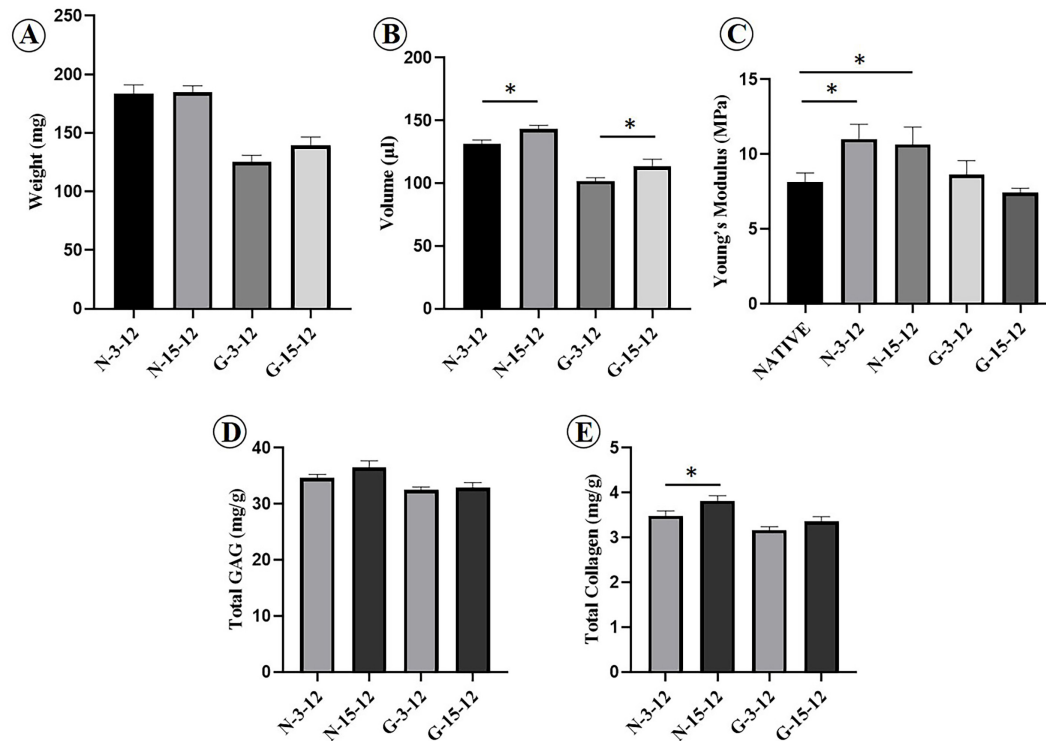 A
Weight (mg)
250
200
150
100
50
0
N-3-12
N-15-12
G-3-12
G-15-12
B
Volume (µl)
200
150
100
50
0
*
*
N-3-12
N-15-12
G-3-12
G-15-12
C
Young's Modulus (MPa)
15
10
5
0
*
*
NATIVE
N-3-12
N-15-12
G-3-12
G-15-12
D
Total GAG (mg/g)
40
30
20
10
0
N-3-12
N-15-12
G-3-12
G-15-12
E
Total Collagen (mg/g)
5
4
3
2
1
0
*
N-3-12
N-15-12
G-3-12
G-15-12